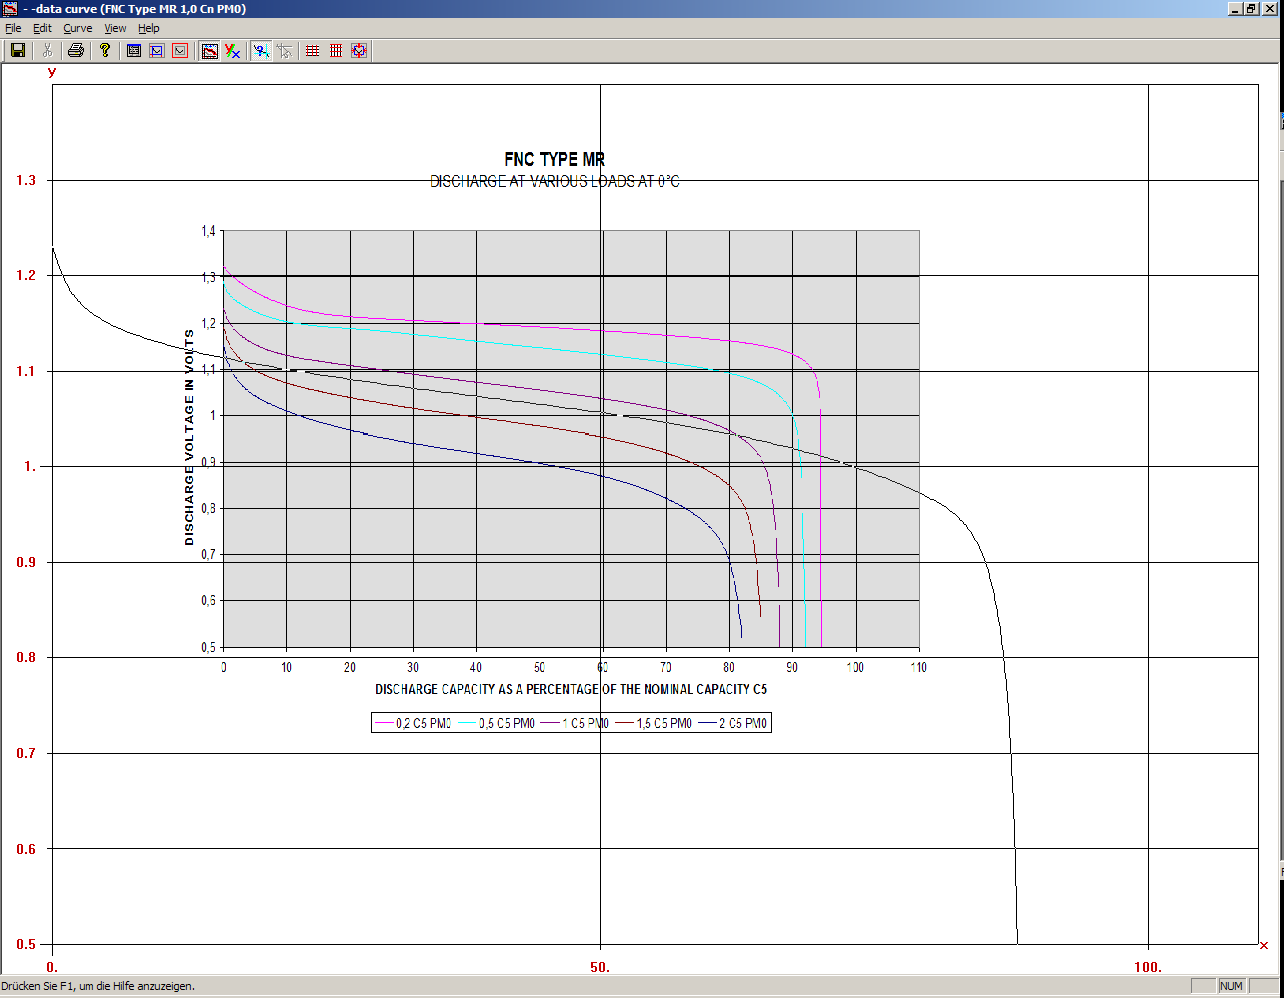 - -data curve (FNC Type MR 1,0 Cn PM0)
File Edit Curve View Help
y
FNC TYPE MR
DISCHARGE AT VARIOUS LOADS AT 0°C
1.3
1.2
1.1
1.
0.9
0.8
0.7
0.6
0.5
DISCHARGE VOLTAGE IN VOLTS
1,4
1,3
1,2
1,1
1
0,9
0,8
0,7
0,6
0,5
0 10 20 30 40 50 60 70 80 90 100 110
DISCHARGE CAPACITY AS A PERCENTAGE OF THE NOMINAL CAPACITY C5
0,2 C5 PM0 0,5 C5 PM0 1 C5 PM0 1,5 C5 PM0 2 C5 PM0
x
0. 50. 100.
Drücken Sie F1, um die Hilfe anzuzeigen. NUM